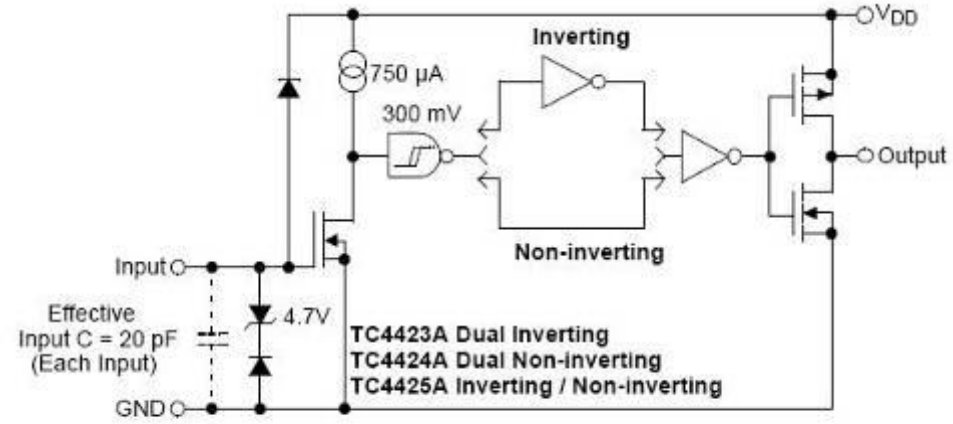 VDD
Inverting
750 µA
300 mV
Output
Non-inverting
Input
4.7V
Effective
Input C = 20 pF
(Each Input)
TC4423A Dual Inverting
TC4424A Dual Non-inverting
TC4425A Inverting / Non-inverting
GND